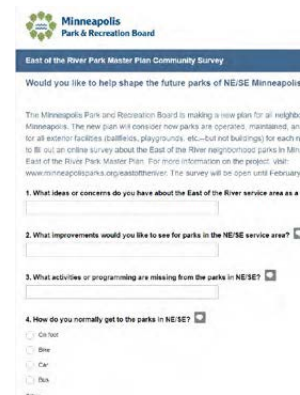 Minneapolis
Park & Recreation Board
East of the River Park Master Plan Community Survey
Would you like to help shape the future parks of NE/SE Minneapolis
The Minneapolis Park and Recreation Board is making a new plan for all neighbo
Minneapolis. The new plan will consider how parks are operated, maintained, an
for all exterior facilities (ballfields, playgrounds, etc.--but not buildings) for each n
to fill out an online survey about the East of the River neighborhood parks in Min
East of the River Park Master Plan. For more information on the project, visit:
www.minneapolisparks.org/eastoftheriver. The survey will be open until February
1. What ideas or concerns do you have about the East of the River service area as a
2. What improvements would you like to see for parks in the NE/SE service area?
3. What activities or programming are missing from the parks in NE/SE?
4. How do you normally get to the parks in NE/SE?
On foot
Bike
Car
Bus